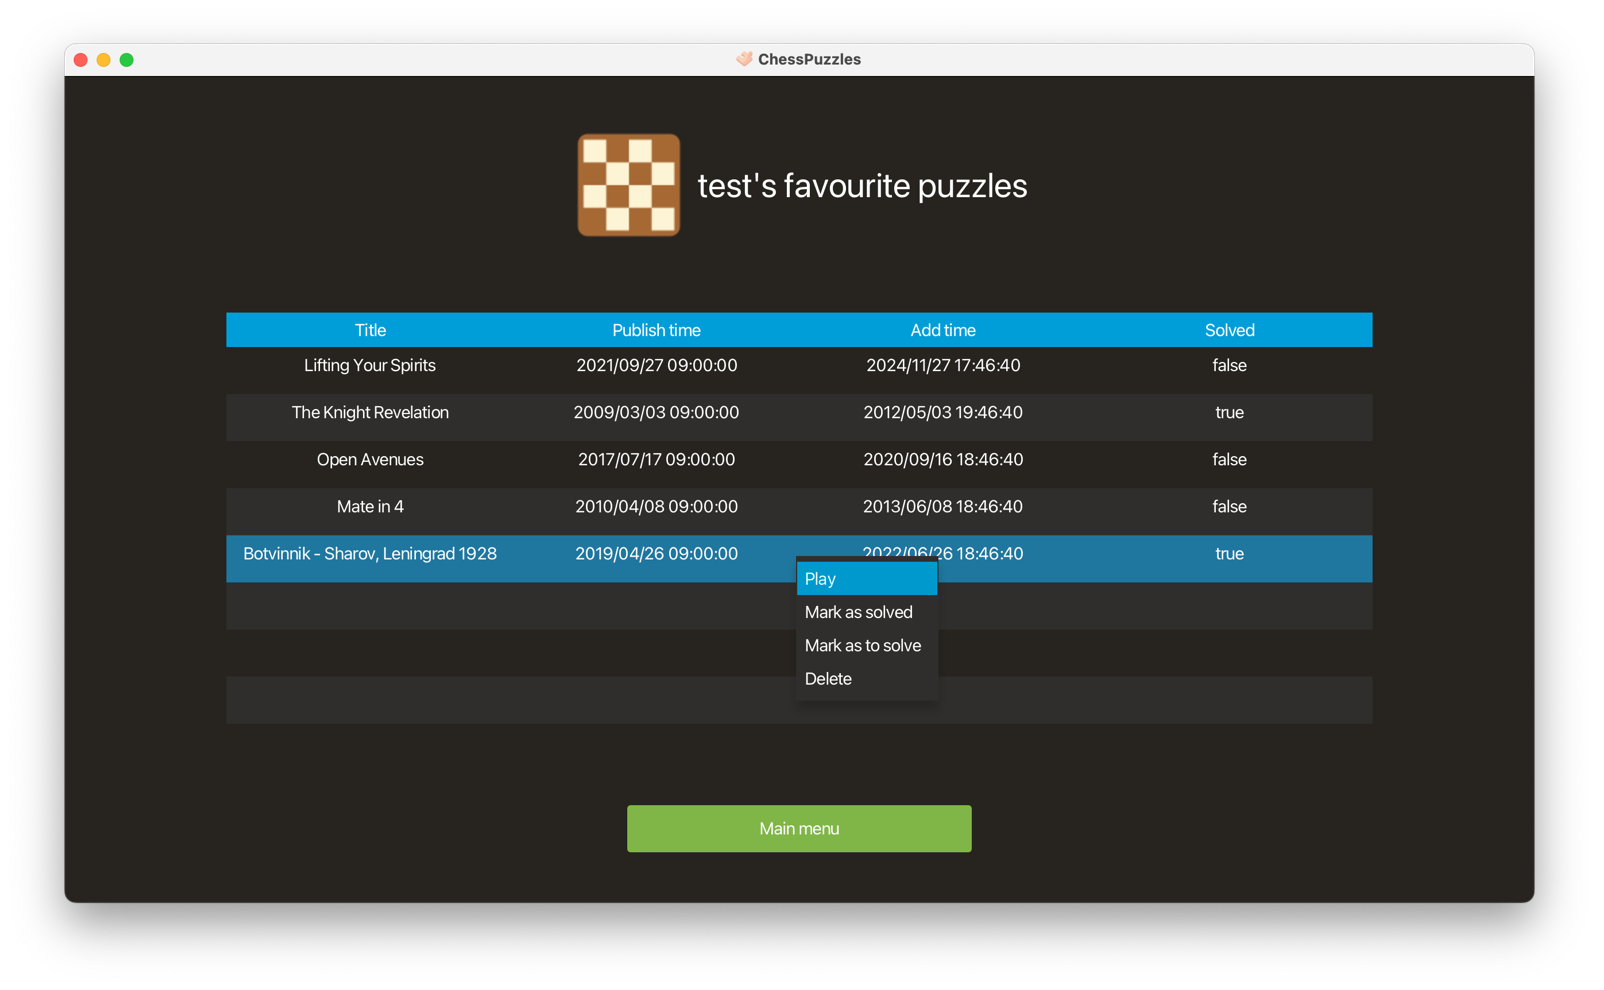 ChessPuzzles
test's favourite puzzles
Title Publish time Add time Solved
Lifting Your Spirits 2021/09/27 09:00:00 2024/11/27 17:46:40 false
The Knight Revelation 2009/03/03 09:00:00 2012/05/03 19:46:40 true
Open Avenues 2017/07/17 09:00:00 2020/09/16 18:46:40 false
Mate in 4 2010/04/08 09:00:00 2013/06/08 18:46:40 false
Botvinnik - Sharov, Leningrad 1928 2019/04/26 09:00:00 2022/06/26 18:46:40 true
Play
Mark as solved
Mark as to solve
Delete
Main menu